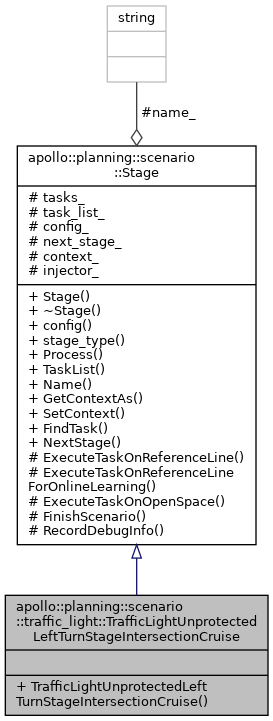 string
#name_
apollo::planning::scenario
::Stage
# tasks_
# task_list_
# config_
# next_stage_
# context_
# injector_
+ Stage()
+ ~Stage()
+ config()
+ stage_type()
+ Process()
+ TaskList()
+ Name()
+ GetContextAs()
+ SetContext()
+ FindTask()
+ NextStage()
# ExecuteTaskOnReferenceLine()
# ExecuteTaskOnReferenceLine
ForOnlineLearning()
# ExecuteTaskOnOpenSpace()
# FinishScenario()
# RecordDebugInfo()
apollo::planning::scenario
::traffic_light::TrafficLightUnprotected
LeftTurnStageIntersectionCruise
+ TrafficLightUnprotectedLeft
TurnStageIntersectionCruise()